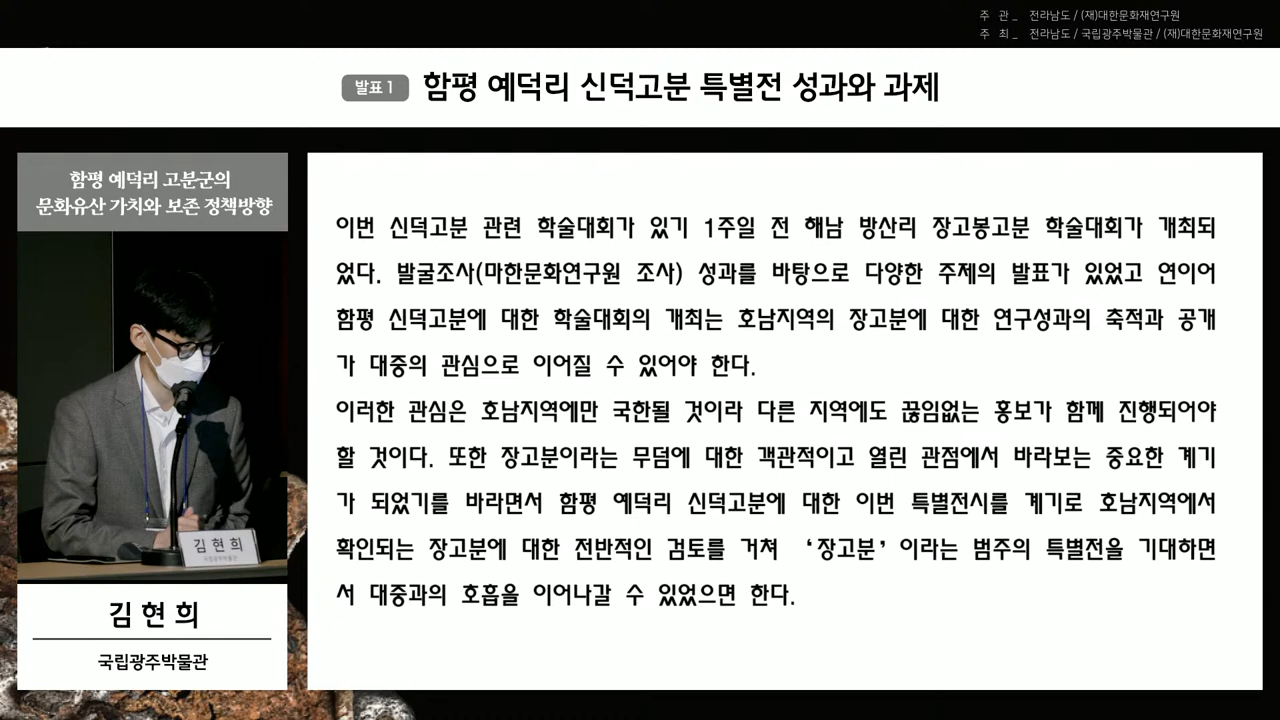 주 관 _ 전라남도 / (재)대한문화재연구원
주 최 _ 전라남도 / 국립광주박물관 / (재)대한문화재연구원
발표 1 함평 예덕리 신덕고분 특별전 성과와 과제
함평 예덕리 고분군의
문화유산 가치와 보존 정책방향
이번 신덕고분 관련 학술대회가 있기 1주일 전 해남 방산리 장고봉고분 학술대회가 개최되
었다. 발굴조사(마한문화연구원 조사) 성과를 바탕으로 다양한 주제의 발표가 있었고 연이어
함평 신덕고분에 대한 학술대회의 개최는 호남지역의 장고분에 대한 연구성과의 축적과 공개
가 대중의 관심으로 이어질 수 있어야 한다.
이러한 관심은 호남지역에만 국한될 것이라 다른 지역에도 끊임없는 홍보가 함께 진행되어야
할 것이다. 또한 장고분이라는 무덤에 대한 객관적이고 열린 관점에서 바라보는 중요한 계기
가 되었기를 바라면서 함평 예덕리 신덕고분에 대한 이번 특별전시를 계기로 호남지역에서
확인되는 장고분에 대한 전반적인 검토를 거쳐 ‘장고분’이라는 범주의 특별전을 기대하면
서 대중과의 호흡을 이어나갈 수 있었으면 한다.
김현희
국립광주박물관
김 현 희
국립광주박물관